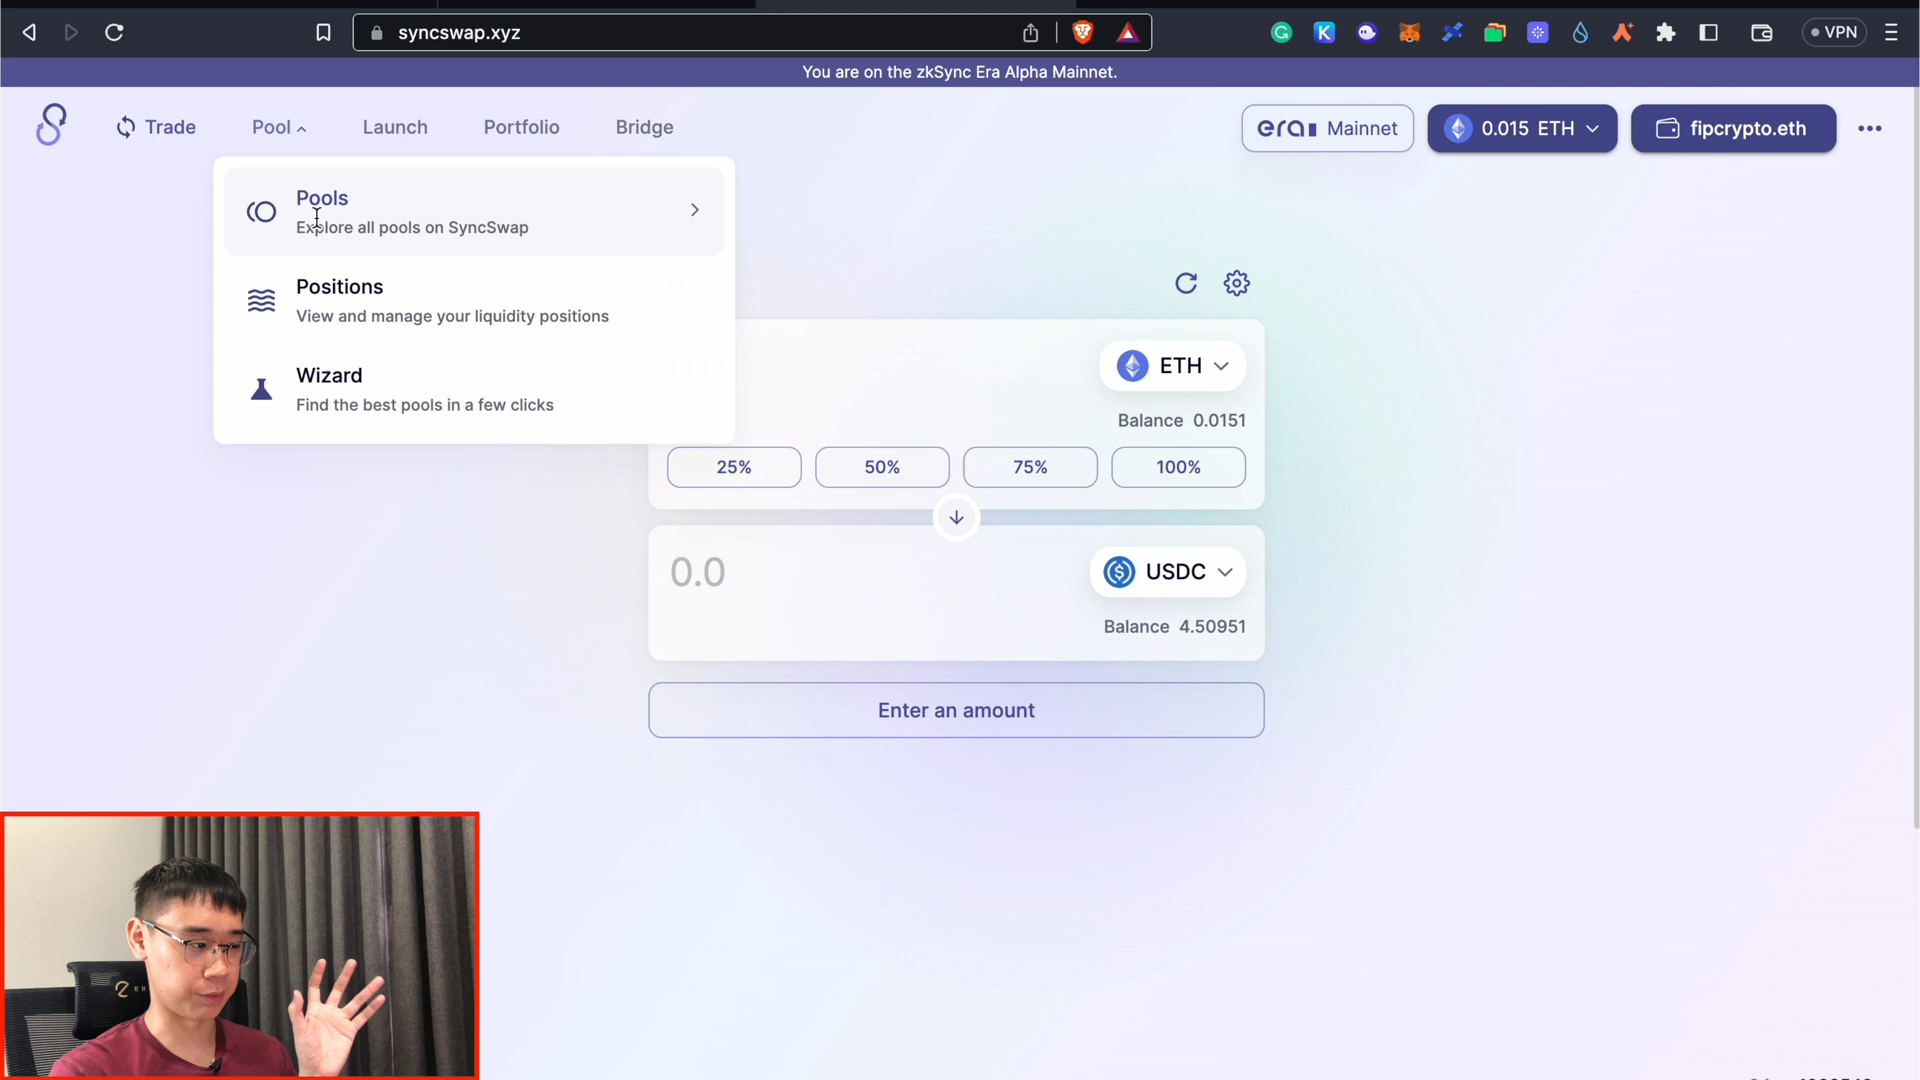 syncswap.xyz
VPN
You are on the zkSync Era Alpha Mainnet.
Trade
Pool
Launch
Portfolio
Bridge
era Mainnet
0.015 ETH
fipcrypto.eth
Pools
Explore all pools on SyncSwap
Positions
View and manage your liquidity positions
Wizard
Find the best pools in a few clicks
ETH
Balance 0.0151
25%
50%
75%
100%
0.0
USDC
Balance 4.50951
Enter an amount